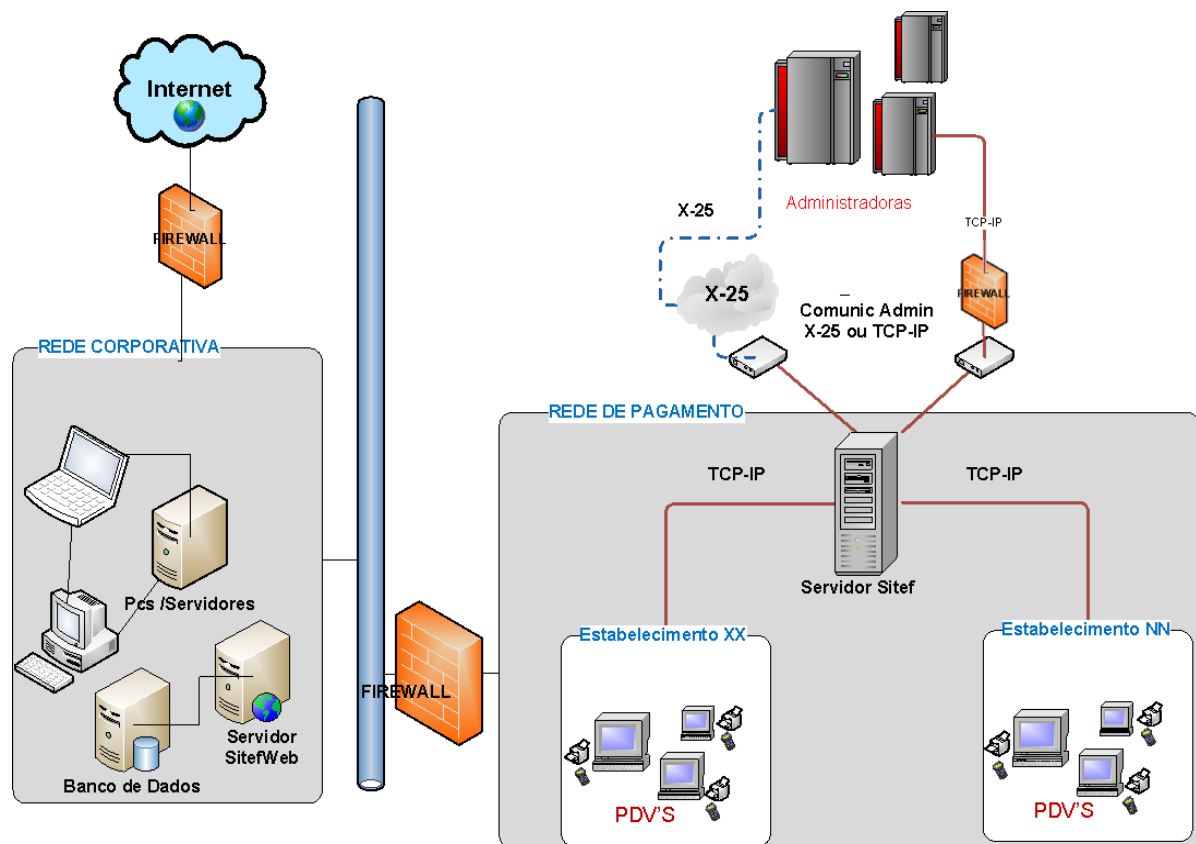 Internet
FIREWALL
REDE CORPORATIVA
Pcs /Servidores
Servidor
SitefWeb
Banco de Dados
FIREWALL
X-25
Administradoras
TCP-IP
X-25
FIREWALL
Comunic Admin
X-25 ou TCP-IP
REDE DE PAGAMENTO
TCP-IP
TCP-IP
Servidor Sitef
Estabelecimento XX
PDV'S
Estabelecimento NN
PDV'S